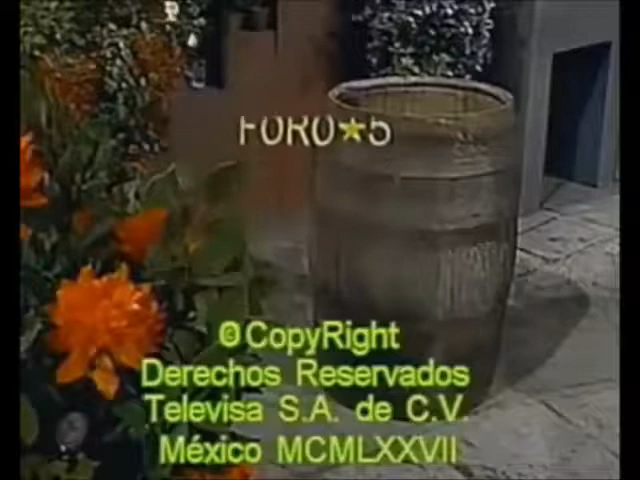 FORO★5
© CopyRight
Derechos Reservados
Televisa S.A. de C.V.
México MCMLXXVII